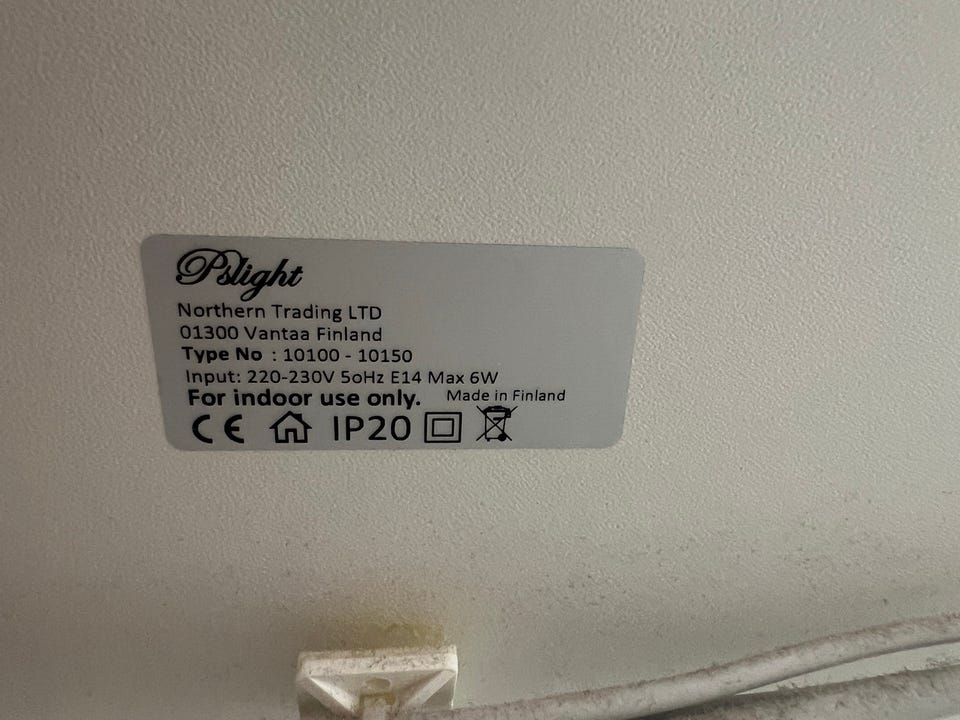 Pslight
Northern Trading LTD
01300 Vantaa Finland
Type No : 10100 - 10150
Input: 220-230V 5oHz E14 Max 6W
For indoor use only. Made in Finland
CE IP20